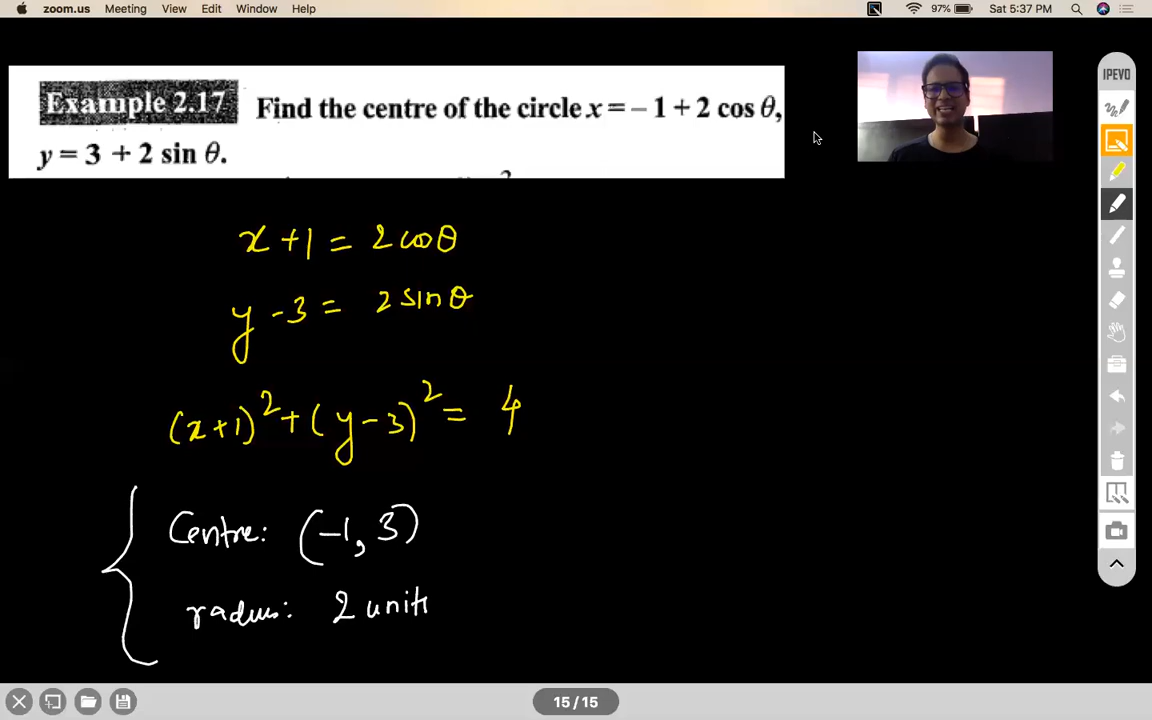 zoom.us Meeting View Edit Window Help 97% Sat 5:37 PM
IPEVO
Example 2.17 Find the centre of the circle x = – 1 + 2 cos θ,
y = 3 + 2 sin θ.
x + 1 = 2 cos θ
y - 3 = 2 sin θ
(x+1)² + (y-3)² = 4
Centre: (-1, 3)
radius: 2 units
15 / 15